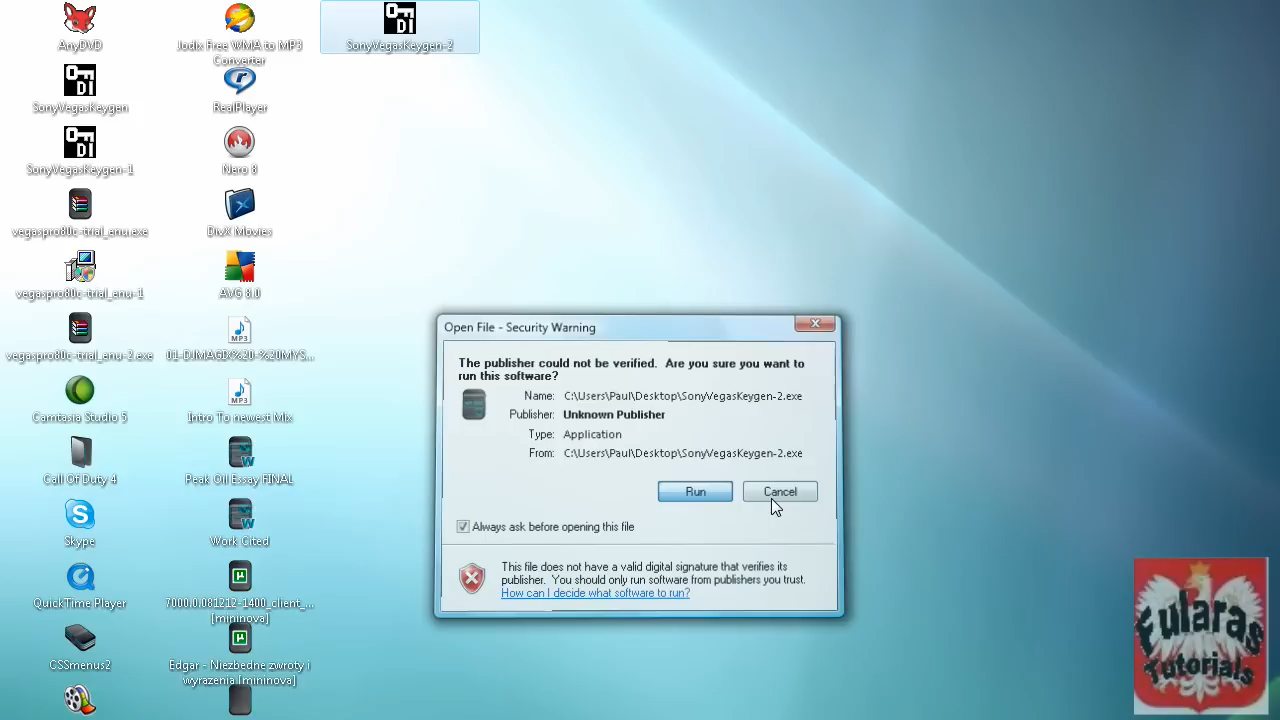 AnyDVD
Jodix Free WMA to MP3
Converter
SonyVegasKeygen-2
SonyVegasKeygen
RealPlayer
SonyVegasKeygen-1
Nero 8
vegaspro80c-trial_enu.exe
DivX Movies
vegaspro80c-trial_enu-1
AVG 8.0
vegaspro80c-trial_enu-2.exe
MP3
01-DJMAGIX%20-%20MYS...
Camtasia Studio 5
MP3
Intro To newest Mix
Call Of Duty 4
Peak Oil Essay FINAL
Skype
Work Cited
QuickTime Player
7000.0.081212-1400_client_...
[mininova]
CSSmenus2
Edgar - Niezbedne zwroty i
wyrazenia [mininova]
Open File - Security Warning
The publisher could not be verified.  Are you sure you want to
run this software?
Name: C:\Users\Paul\Desktop\SonyVegasKeygen-2.exe
Publisher: Unknown Publisher
Type: Application
From: C:\Users\Paul\Desktop\SonyVegasKeygen-2.exe
Run Cancel
Always ask before opening this file
This file does not have a valid digital signature that verifies its
publisher.  You should only run software from publishers you trust.
How can I decide what software to run?
Fularas
Tutorials